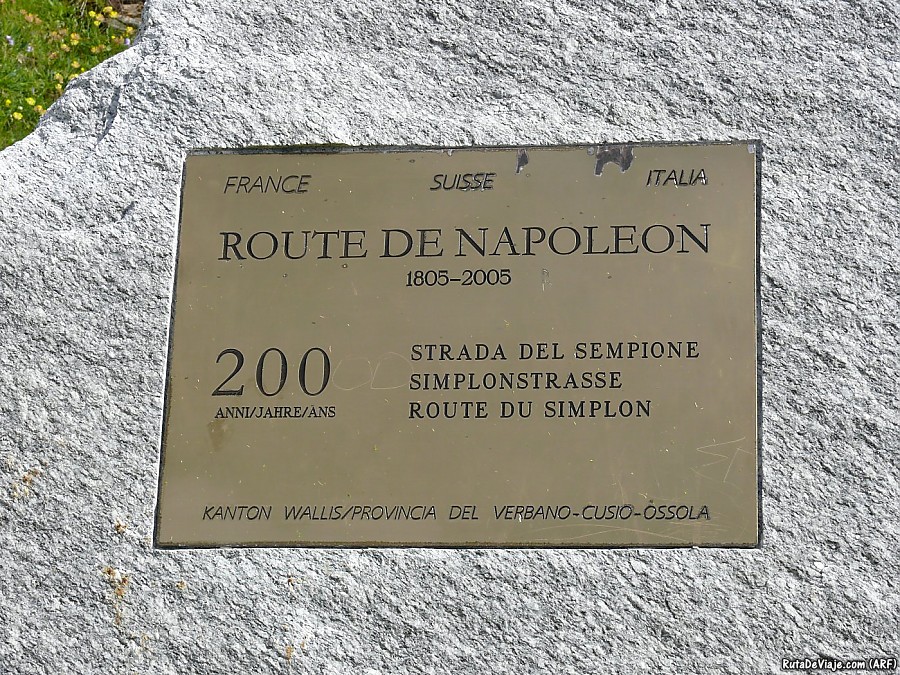 FRANCE SUISSE ITALIA
ROUTE DE NAPOLEON
1805-2005
200
ANNI/JAHRE/ÀNS
STRADA DEL SEMPIONE
SIMPLONSTRASSE
ROUTE DU SIMPLON
KANTON WALLIS/PROVINCIA DEL VERBANO-CUSIO-OSSOLA
RutaDeViaje.com (ARF)